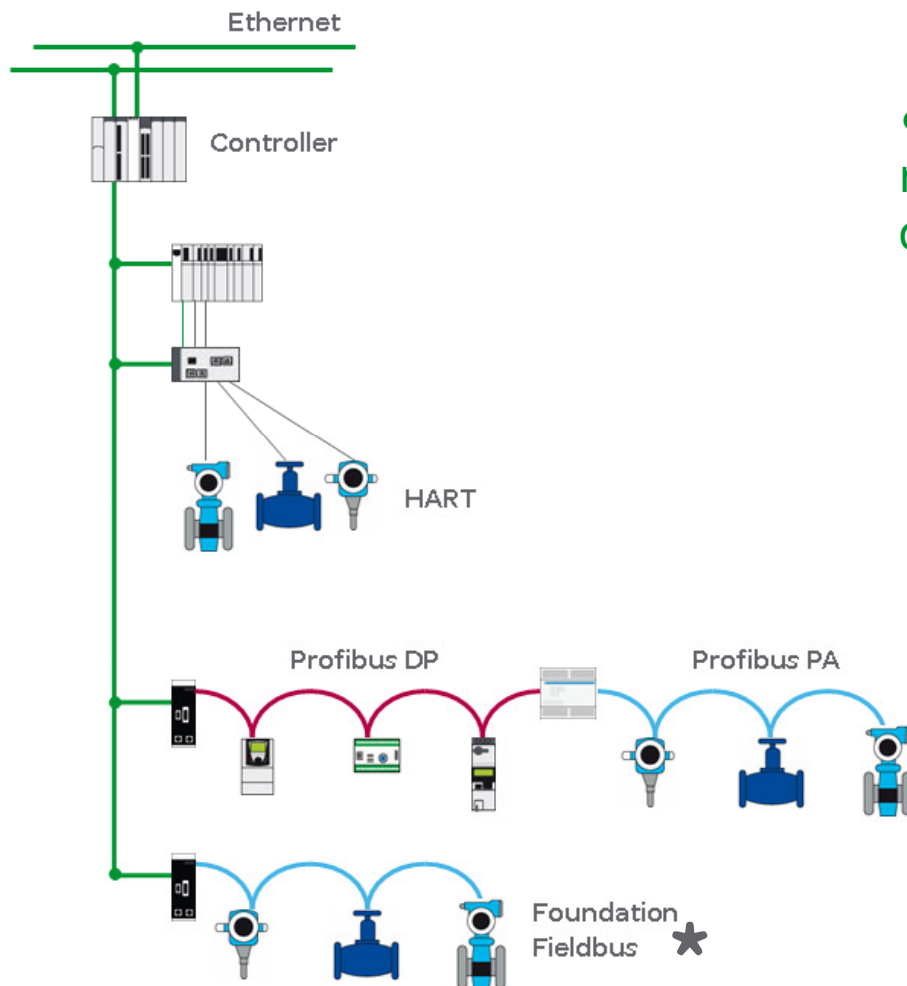 Ethernet
Controller
HART
Profibus DP
Profibus PA
Foundation
Fieldbus *